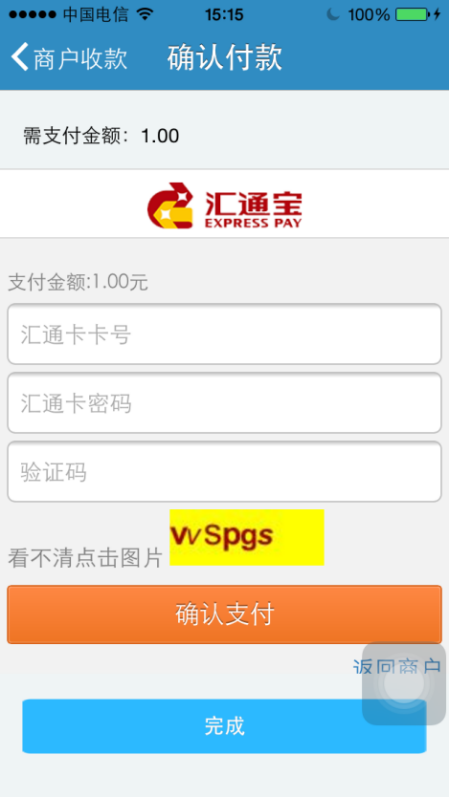 中国电信 15:15 100%
商户收款 确认付款
需支付金额：1.00
汇通宝
EXPRESS PAY
支付金额:1.00元
汇通卡卡号
汇通卡密码
验证码
看不清点击图片 vvSpgs
确认支付
返回商户
完成